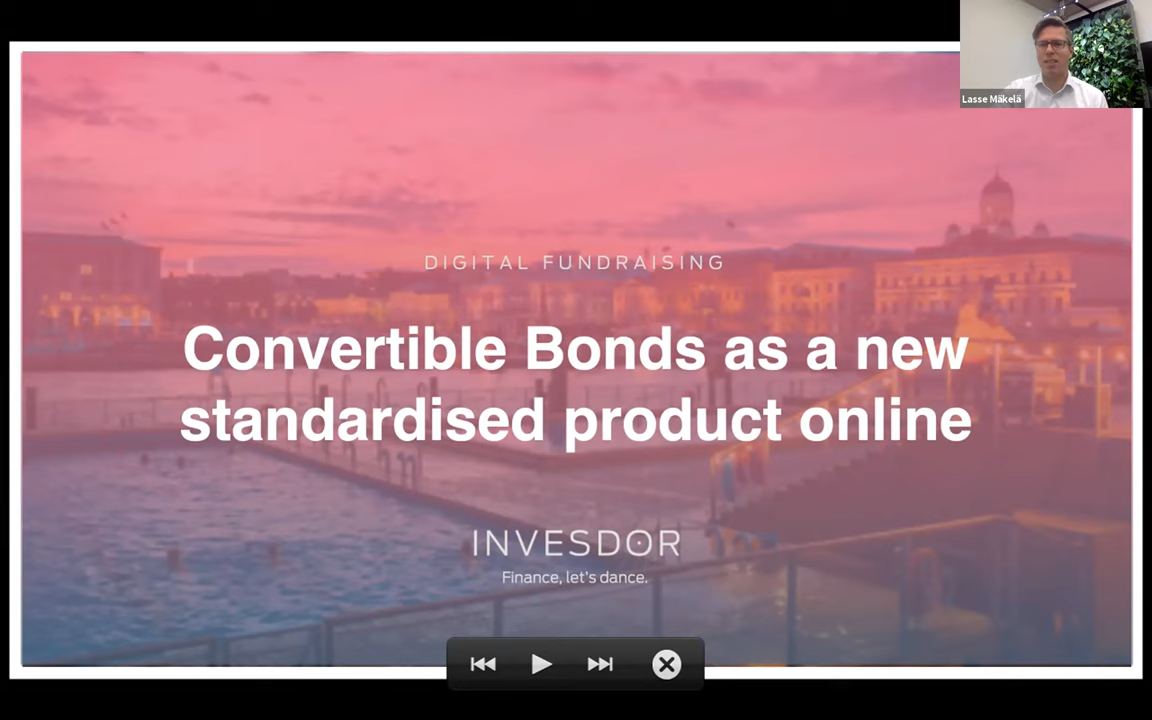 Lasse Mäkelä
DIGITAL FUNDRAISING
Convertible Bonds as a new
standardised product online
INVESDOR
Finance, let's dance.